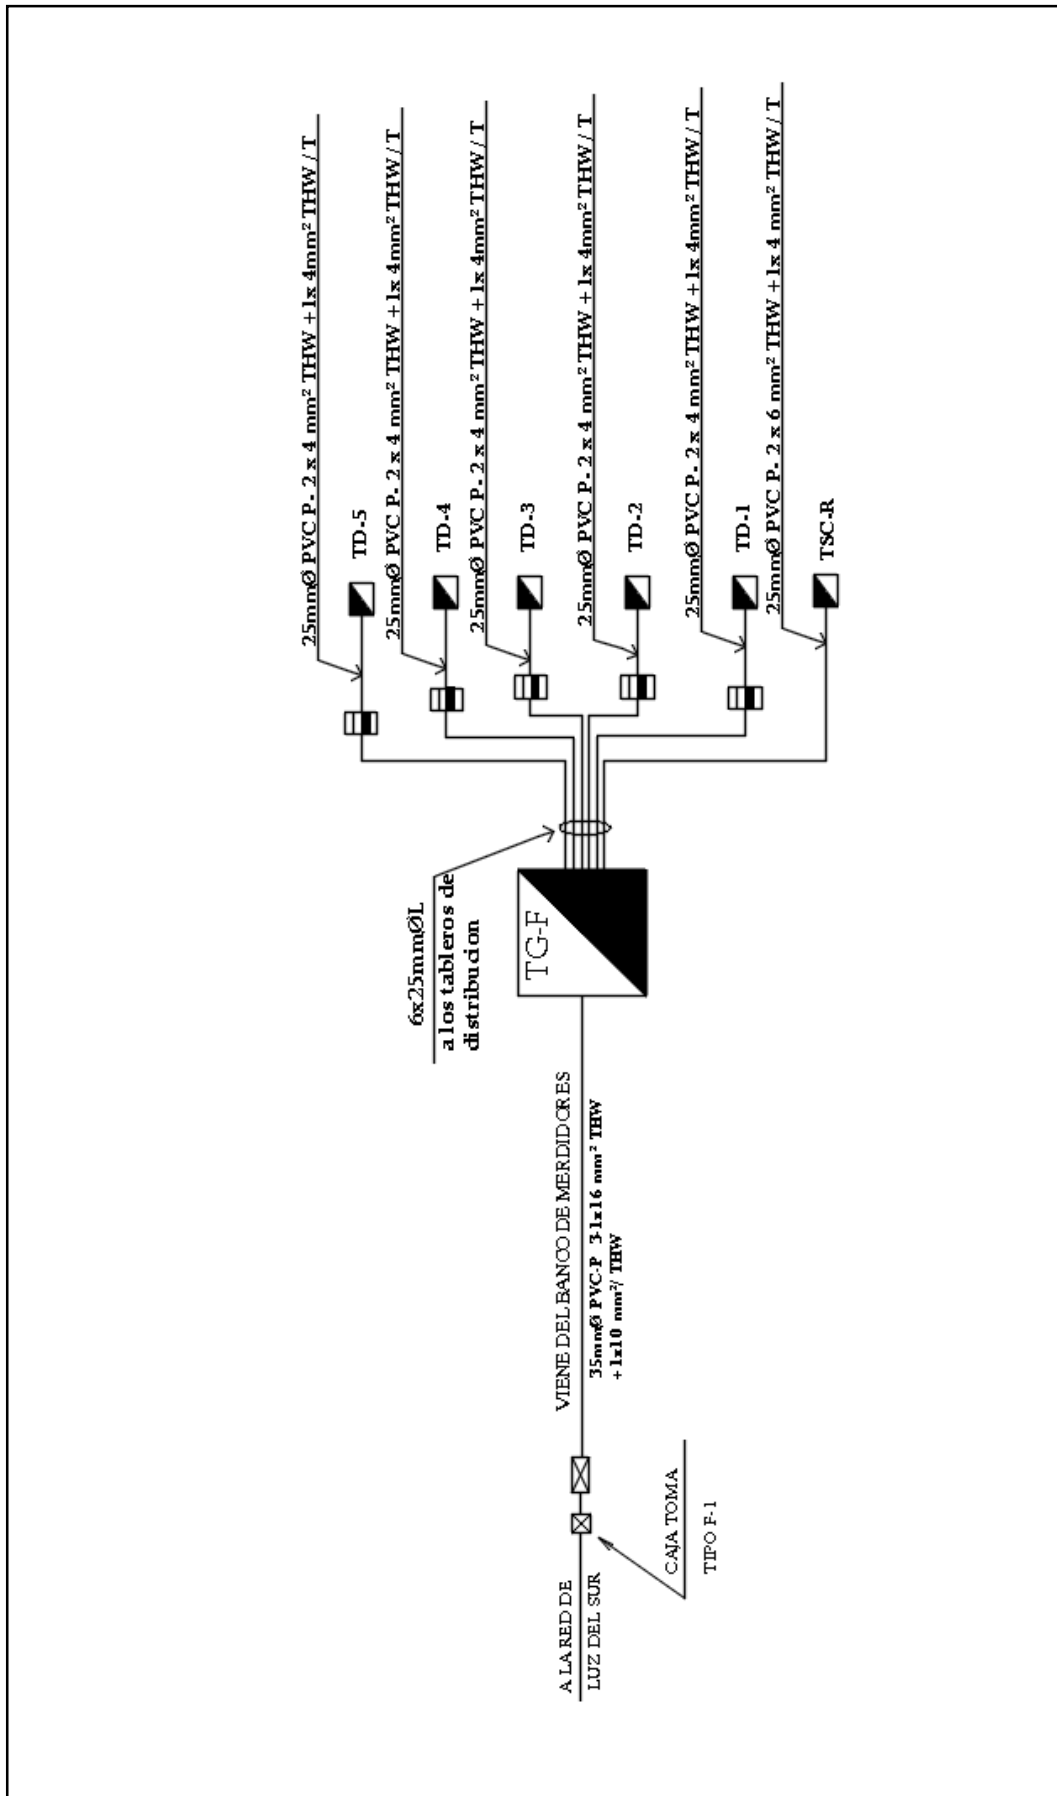 25mmØ PVC P- 2 x 4 mm² THW +1x 4mm² THW / T
TD-5
25mmØ PVC P- 2 x 4 mm² THW +1x 4mm² THW / T
TD-4
25mmØ PVC P- 2 x 4 mm² THW + 1x 4mm² THW / T
TD-3
25mmØ PVC P- 2 x 4 mm² THW + 1x 4mm² THW / T
TD-2
25mmØ PVC P- 2 x 4 mm² THW +1x 4mm² THW / T
TD-1
25mmØ PVC P- 2 x 6 mm² THW +1x 4 mm² THW / T
TSC-R
6x25mmØL
a los tableros de
distribucion
TG-F
VIENE DEL BANCO DE MERDIDORES
35mmØ PVC-P 3-1x16 mm² THW
+1x10 mm²/ THW
A LA RED DE
LUZ DEL SUR
CAJA TOMA
TIPO F-1